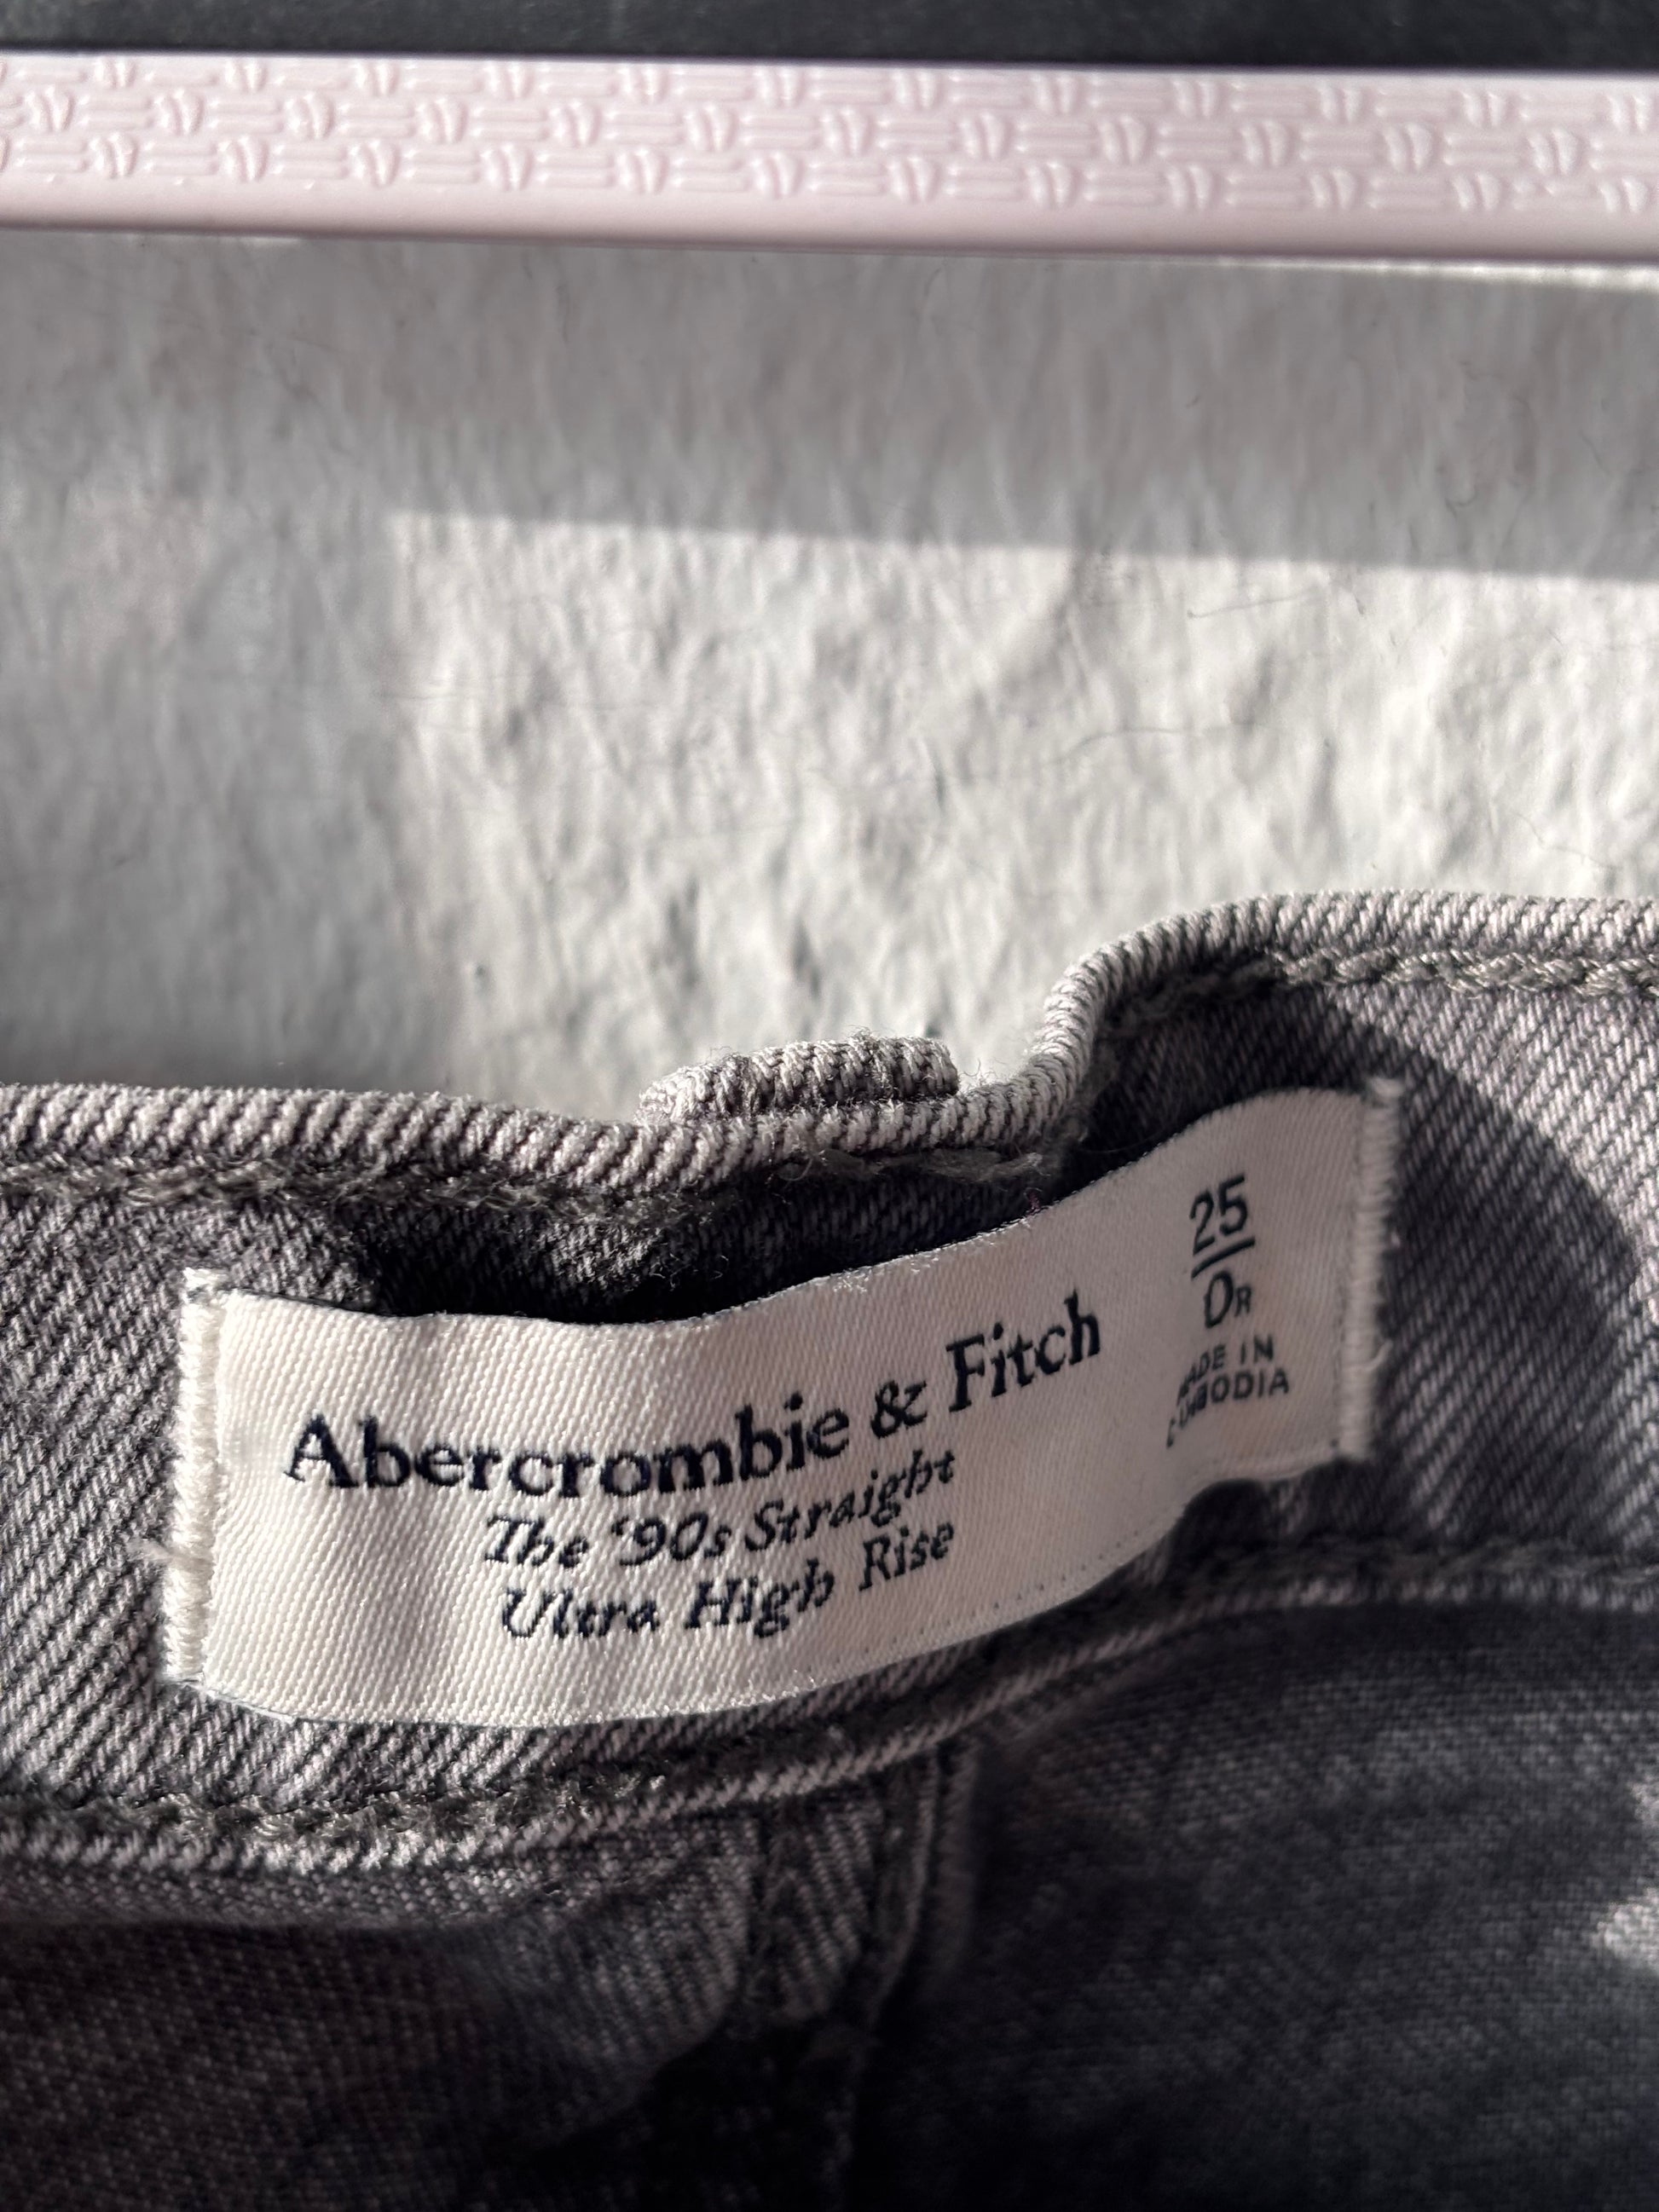 Abercrombie & Fitch
The '90s Straight
Ultra High Rise
25
0R
MADE IN
CAMBODIA